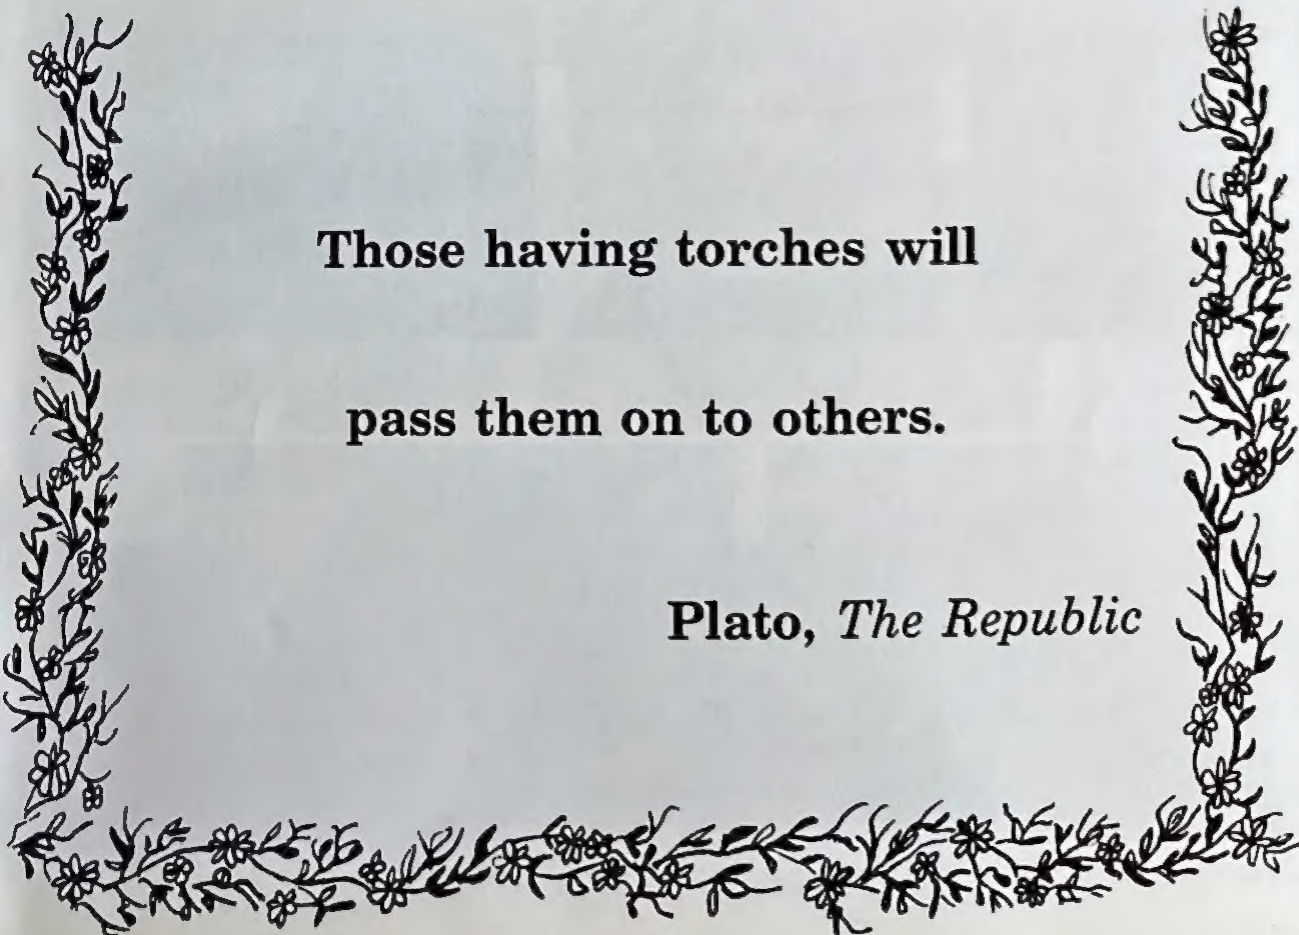 Those having torches will
pass them on to others.
Plato, The Republic